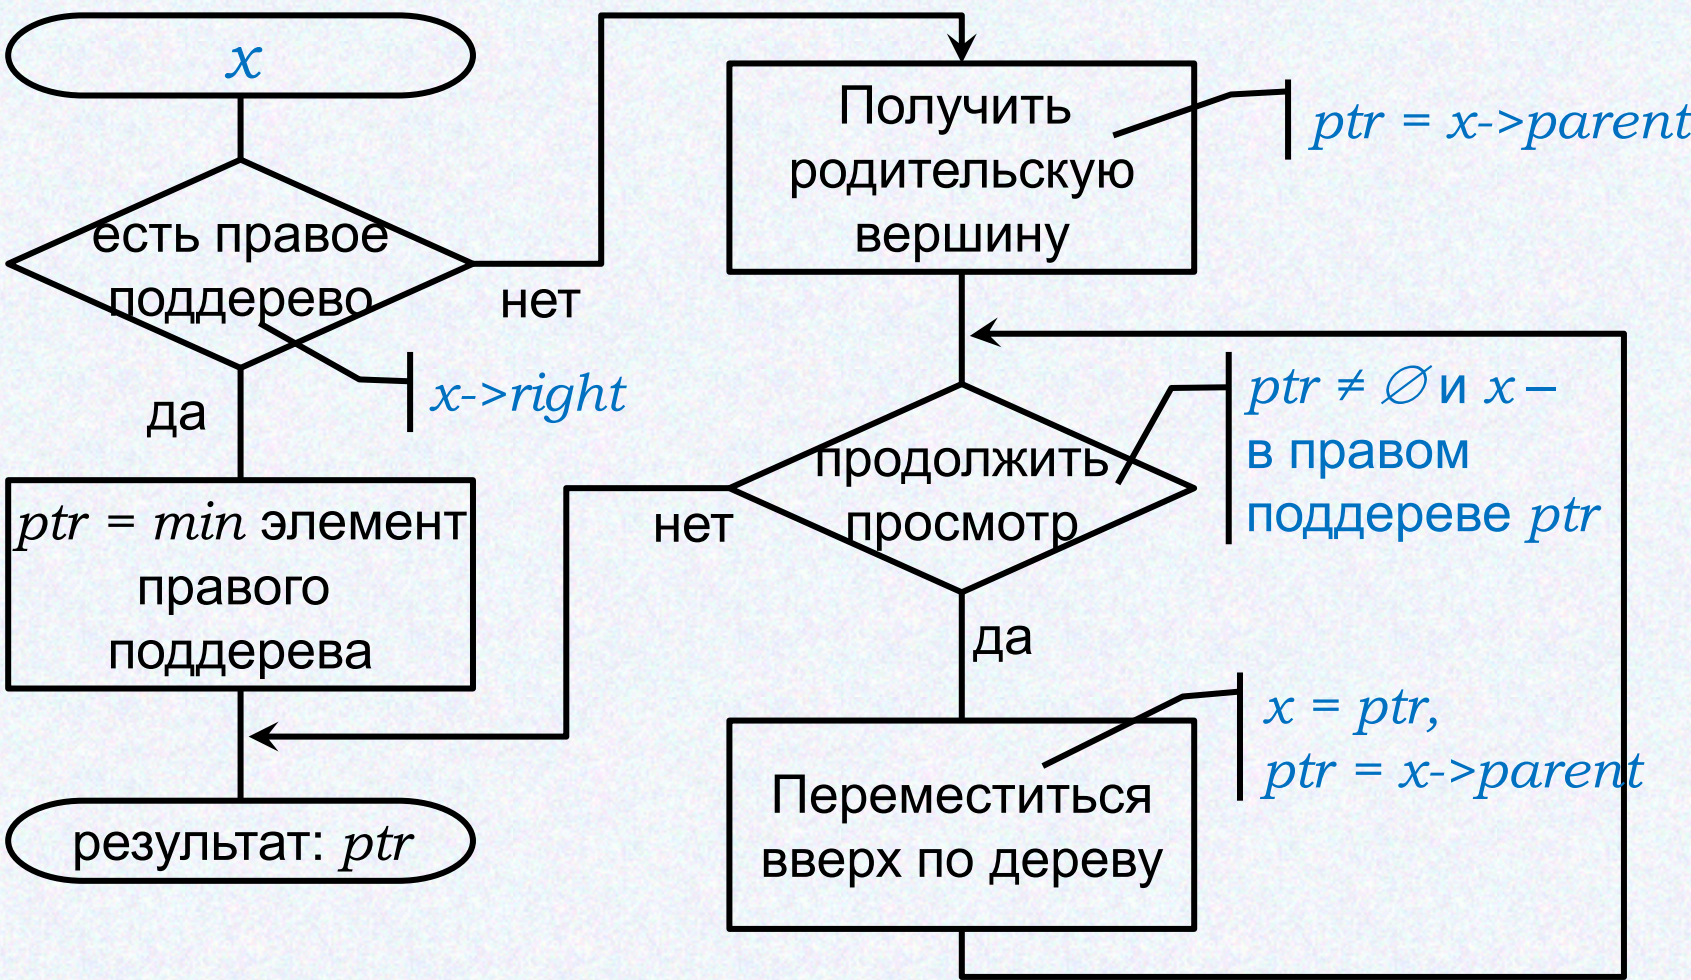 x
есть правое
поддерево
нет
x->right
да
ptr = min элемент
правого
поддерева
результат: ptr
Получить
родительскую
вершину
ptr = x->parent
продолжить
просмотр
ptr ≠ ∅ и x –
в правом
поддереве ptr
нет
да
Переместиться
вверх по дереву
x = ptr,
ptr = x->parent